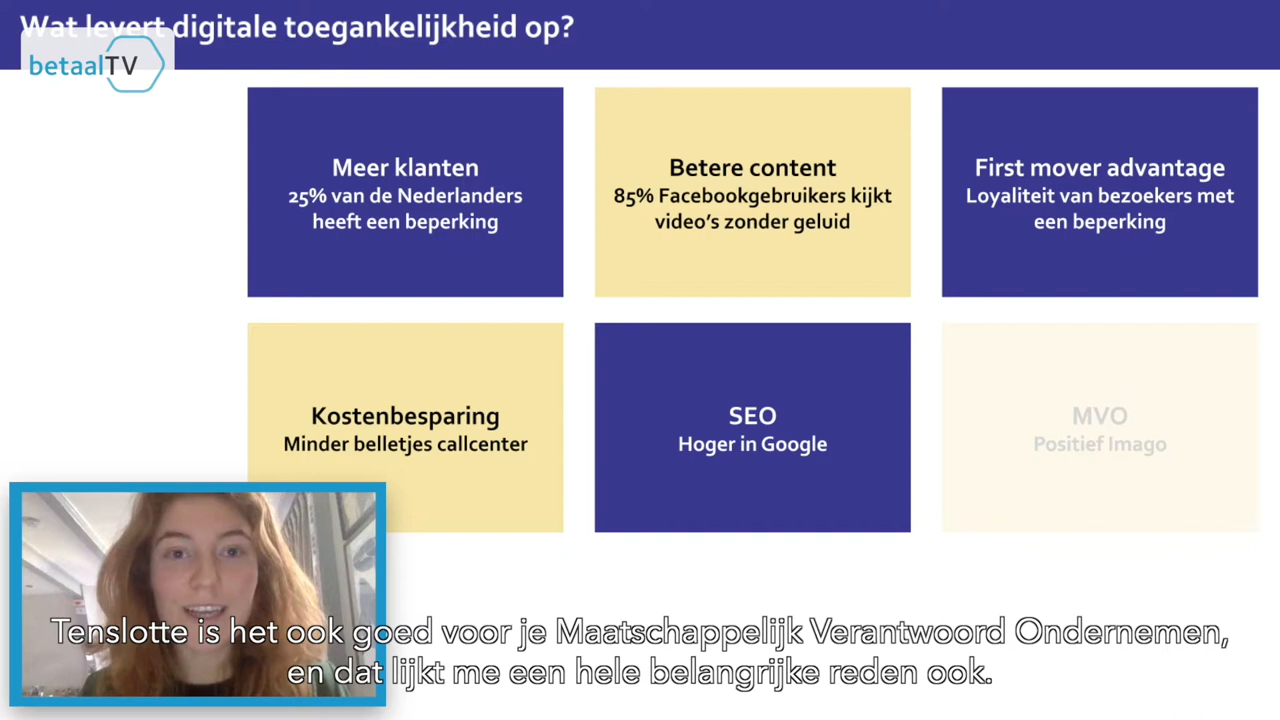 Wat levert digitale toegankelijkheid op?
betaalTV
Meer klanten
25% van de Nederlanders
heeft een beperking
Betere content
85% Facebookgebruikers kijkt
video's zonder geluid
First mover advantage
Loyaliteit van bezoekers met
een beperking
Kostenbesparing
Minder belletjes callcenter
SEO
Hoger in Google
MVO
Positief Imago
Tenslotte is het ook goed voor je Maatschappelijk Verantwoord Ondernemen,
en dat lijkt me een hele belangrijke reden ook.